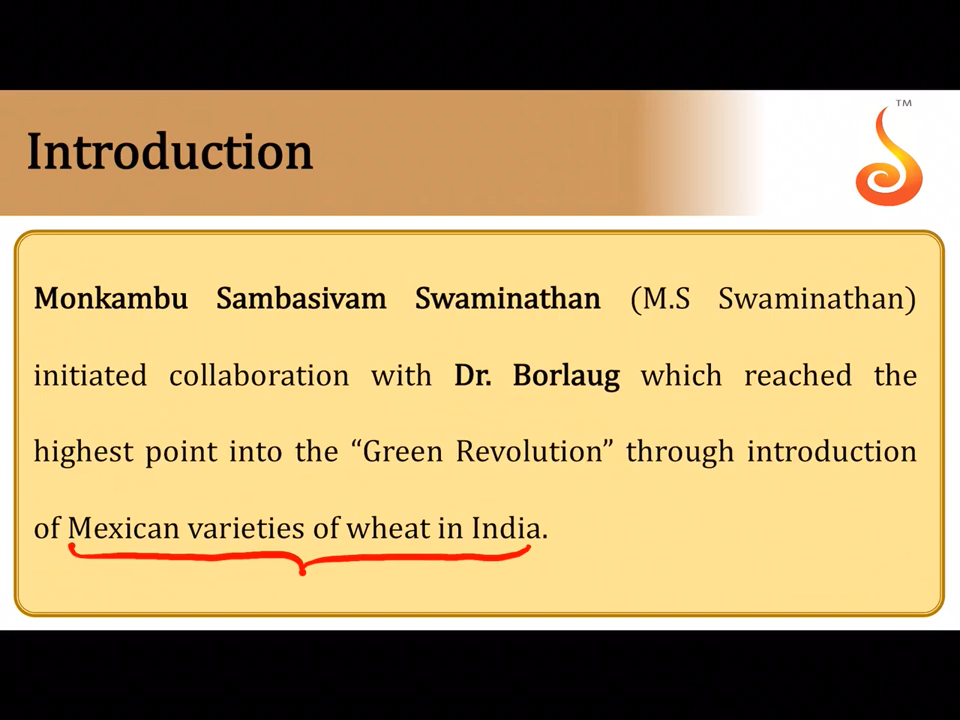 TM
Introduction
Monkambu Sambasivam Swaminathan (M.S Swaminathan)
initiated collaboration with Dr. Borlaug which reached the
highest point into the “Green Revolution” through introduction
of Mexican varieties of wheat in India.